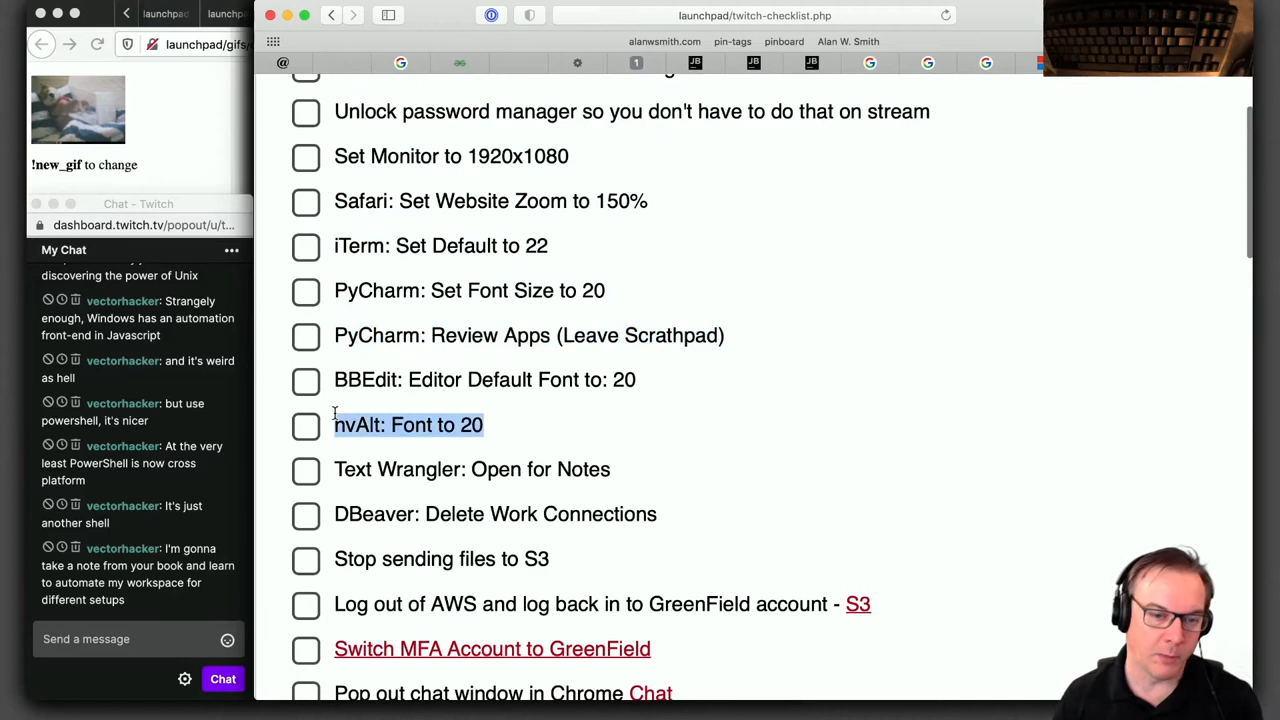 launchpad
launchpad/
launchpad/gifs/
!new_gif to change
Chat - Twitch
dashboard.twitch.tv/popout/u/t...
My Chat
discovering the power of Unix
vectorhacker: Strangely
enough, Windows has an automation
front-end in Javascript
vectorhacker: and it's weird
as hell
vectorhacker: but use
powershell, it's nicer
vectorhacker: At the very
least PowerShell is now cross
platform
vectorhacker: It's just
another shell
vectorhacker: I'm gonna
take a note from your book and learn
to automate my workspace for
different setups
Send a message
Chat
launchpad/twitch-checklist.php
alanwsmith.com pin-tags pinboard Alan W. Smith
Unlock password manager so you don't have to do that on stream
Set Monitor to 1920x1080
Safari: Set Website Zoom to 150%
iTerm: Set Default to 22
PyCharm: Set Font Size to 20
PyCharm: Review Apps (Leave Scrathpad)
BBEdit: Editor Default Font to: 20
nvAlt: Font to 20
Text Wrangler: Open for Notes
DBeaver: Delete Work Connections
Stop sending files to S3
Log out of AWS and log back in to GreenField account - S3
Switch MFA Account to GreenField
Pop out chat window in Chrome Chat